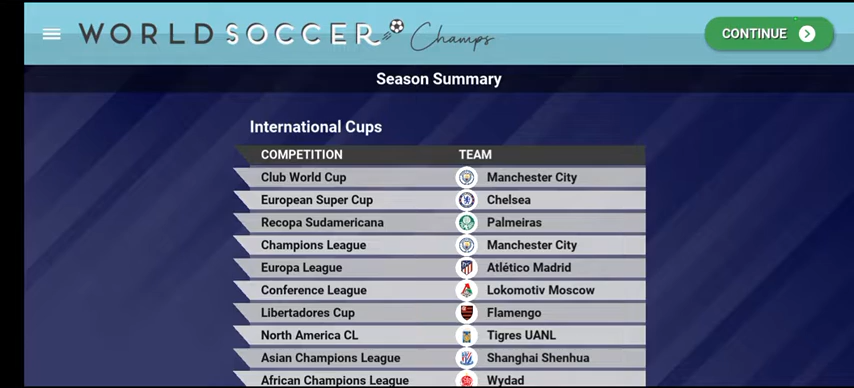 WORLD SOCCER Champs
CONTINUE
Season Summary
International Cups
COMPETITION TEAM
Club World Cup Manchester City
European Super Cup Chelsea
Recopa Sudamericana Palmeiras
Champions League Manchester City
Europa League Atlético Madrid
Conference League Lokomotiv Moscow
Libertadores Cup Flamengo
North America CL Tigres UANL
Asian Champions League Shanghai Shenhua
African Champions League Wydad